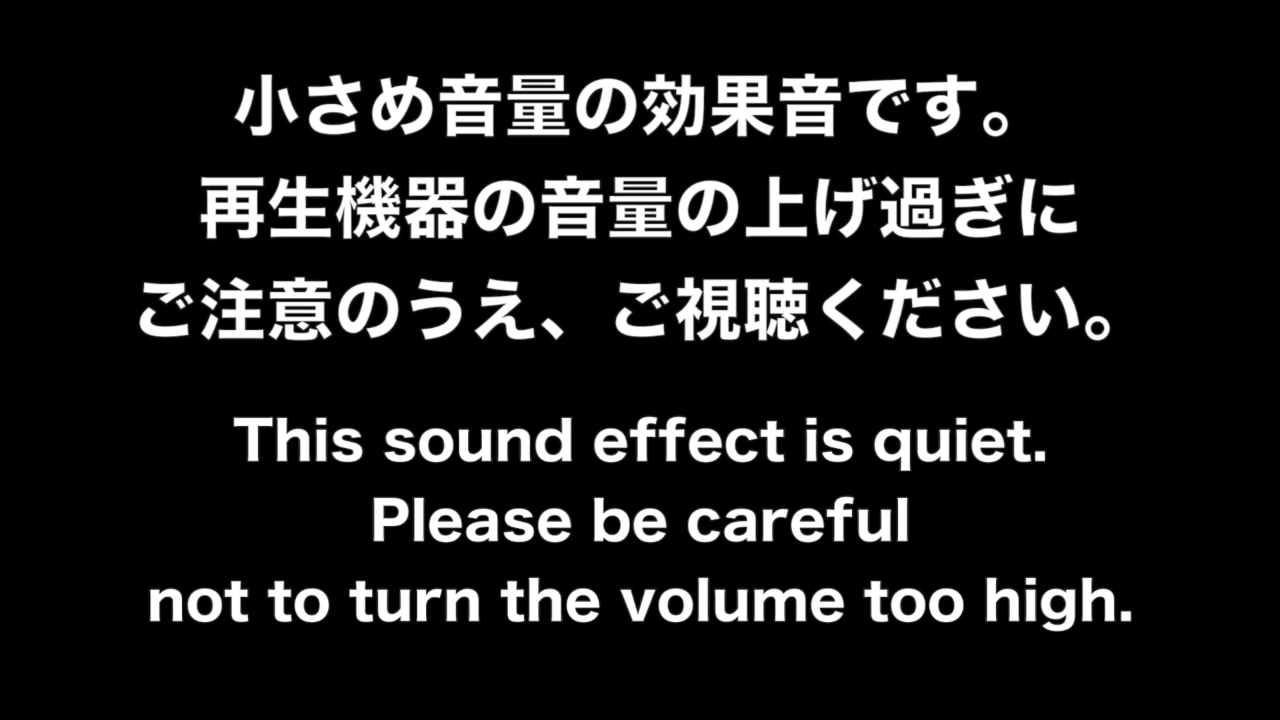 小さめ音量の効果音です。
再生機器の音量の上げ過ぎに
ご注意のうえ、ご視聴ください。
This sound effect is quiet.
Please be careful
not to turn the volume too high.